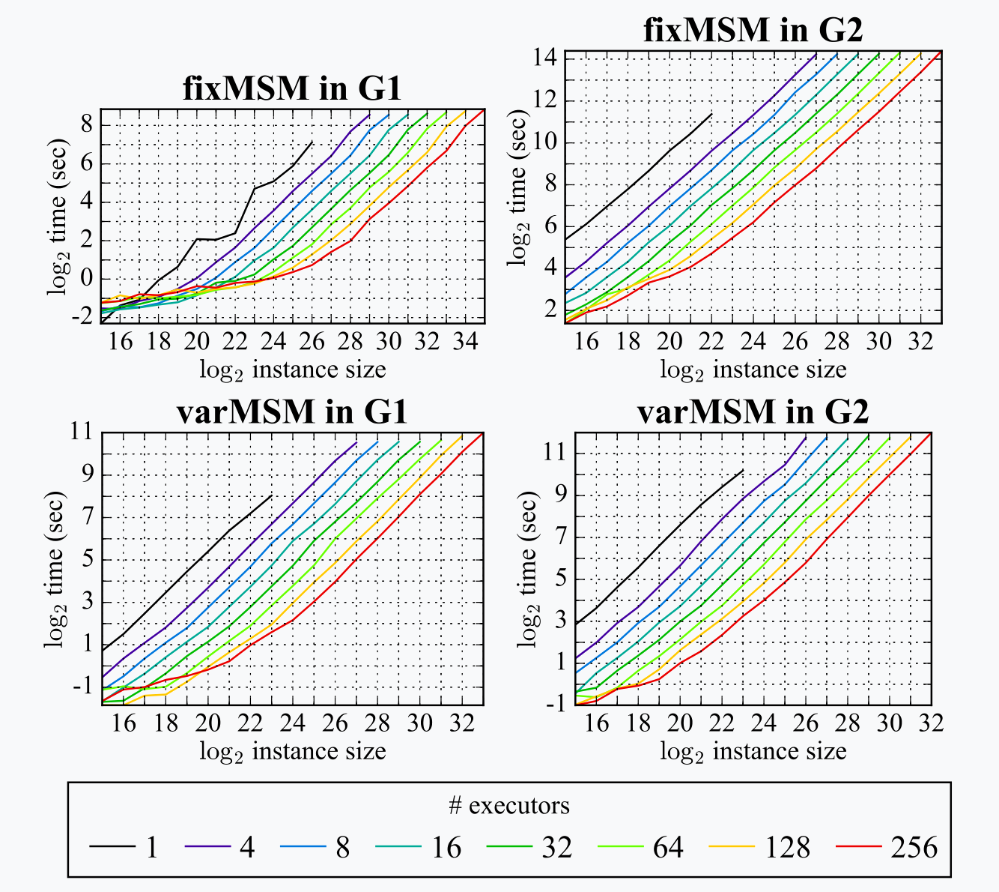 fixMSM in G1
log₂ time (sec)
8
6
4
2
0
-2
16 18 20 22 24 26 28 30 32 34
log₂ instance size
fixMSM in G2
log₂ time (sec)
14
12
10
8
6
4
2
16 18 20 22 24 26 28 30 32
log₂ instance size
varMSM in G1
log₂ time (sec)
11
9
7
5
3
1
-1
16 18 20 22 24 26 28 30 32
log₂ instance size
varMSM in G2
log₂ time (sec)
11
9
7
5
3
1
-1
16 18 20 22 24 26 28 30 32
log₂ instance size
# executors
1 4 8 16 32 64 128 256